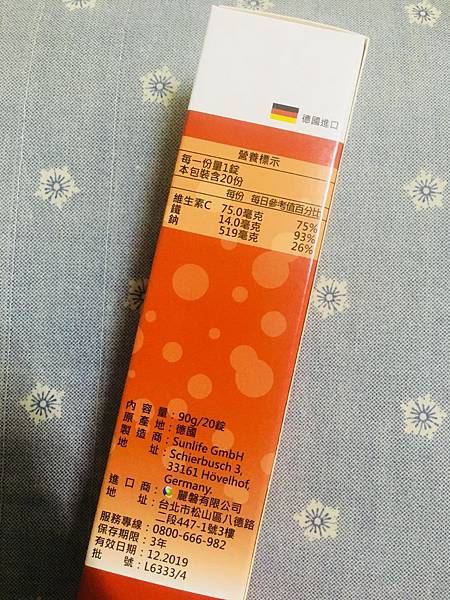 德國進口
營養標示
每一份量1錠
本包裝含20份
每份 每日參考值百分比
維生素C 75.0毫克 75%
鐵 14.0毫克 93%
鈉 519毫克 26%
內容量:90g/20錠
原產地:德國
製造商:Sunlife GmbH
地址:Schierbusch 3,
33161 Hövelhof,
Germany.
進口商:麗磐有限公司
地址:台北市松山區八德路
二段447-1號3樓
服務專線:0800-666-982
保存期限:3年
有效日期:12.2019
批號:L6333/4